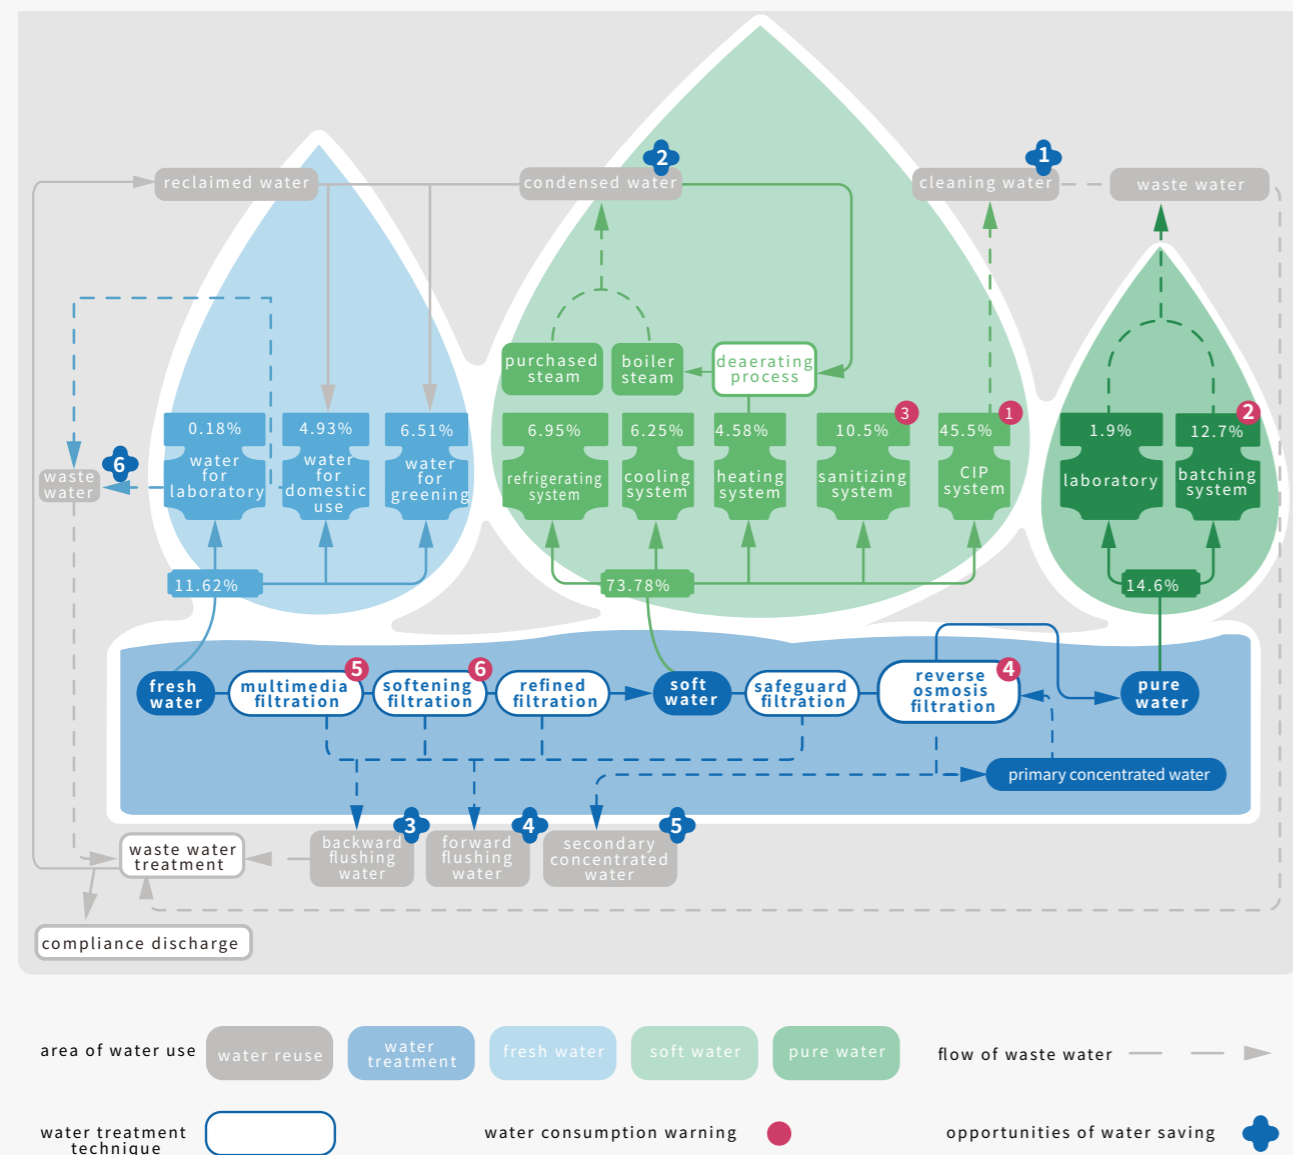 1
2
reclaimed water
condensed water
cleaning water
waste water
purchased
steam
boiler
steam
deaerating
process
0.18%
4.93%
6.51%
6.95%
6.25%
4.58%
10.5%
3
45.5%
1
1.9%
12.7%
2
water
for
laboratory
water
for
domestic
use
water
for
greening
refrigerating
system
cooling
system
heating
system
sanitizing
system
CIP
system
laboratory
batching
system
waste
water
6
11.62%
73.78%
14.6%
fresh
water
multimedia
filtration
5
softening
filtration
6
refined
filtration
soft
water
safeguard
filtration
reverse
osmosis
filtration
4
pure
water
primary concentrated water
waste water
treatment
backward
flushing
water
3
forward
flushing
water
4
secondary
concentrated
water
5
compliance discharge
area of water use
water reuse
water
treatment
fresh water
soft water
pure water
flow of waste water
water treatment
technique
water consumption warning
opportunities of water saving